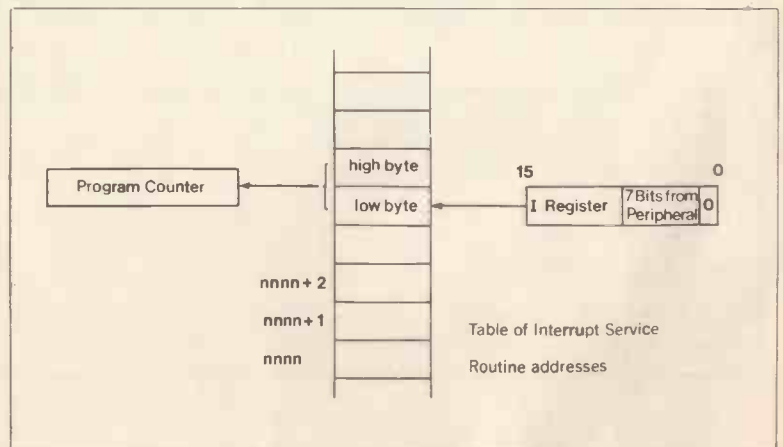 high byte
15 0
Program Counter
low byte
I Register
7 Bits from
Peripheral
0
nnnn + 2
nnnn + 1
Table of Interrupt Service
nnnn
Routine addresses